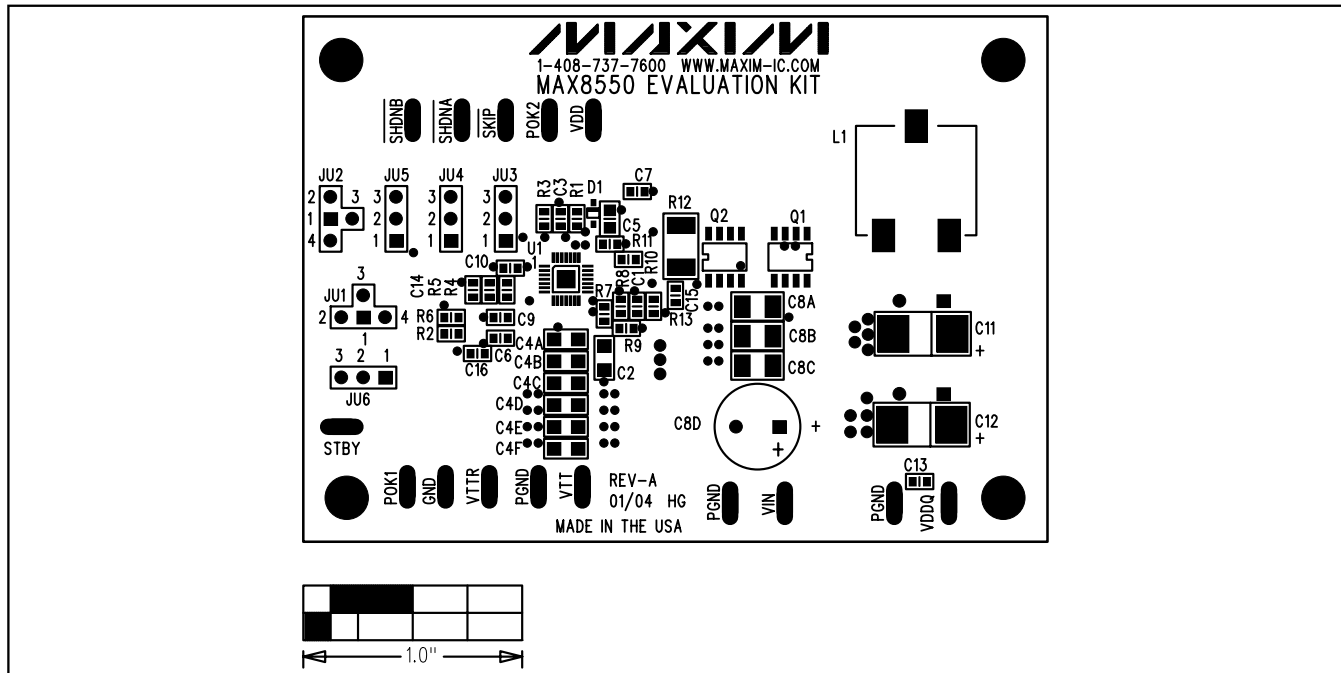 MAXIM
1-408-737-7600 WWW.MAXIM-IC.COM
MAX8550 EVALUATION KIT
SHDNB
SHDNA
SKIP
POK2
VDD
L1
JU2
2
3
1
4
JU5
3
2
1
JU4
3
2
1
JU3
3
2
1
R3
C3
R1
D1
C7
C5
R11
R12
Q2
Q1
U1
1
C10
C14
R5
R4
R10
R8
C1
R7
C15
R13
R9
JU1
3
2
4
1
R6
R2
C9
C6
C16
JU6
3 2 1
C4A
C4B
C4C
C4D
C4E
C4F
C2
C8A
C8B
C8C
C8D
+
+
C11
+
C12
+
C13
STBY
POK1
GND
VTTR
PGND
VTT
REV-A
01/04 HG
MADE IN THE USA
PGND
VIN
PGND
VDDQ
1.0"